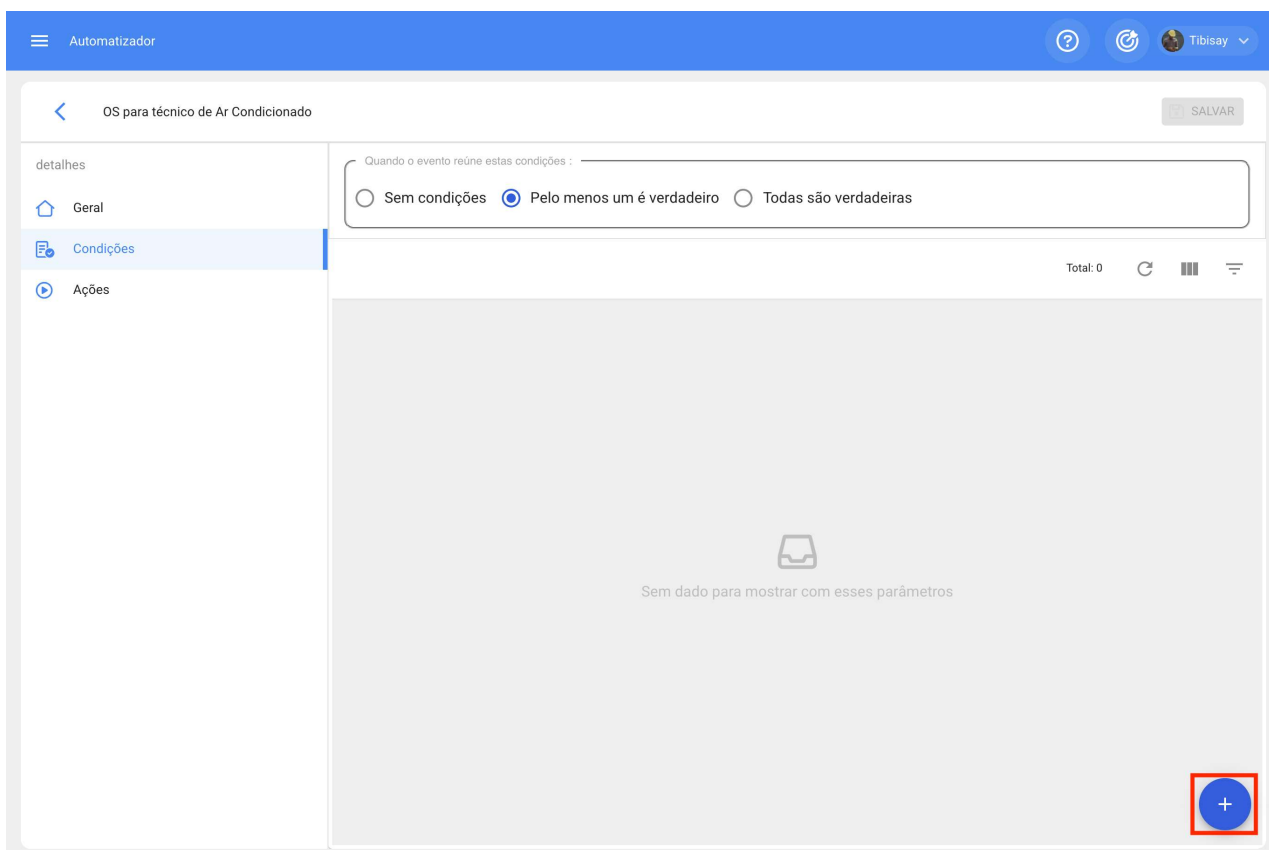 Automatizador
Tibisay
OS para técnico de Ar Condicionado
SALVAR
detalhes
Geral
Condições
Ações
Quando o evento reúne estas condições :
Sem condições Pelo menos um é verdadeiro Todas são verdadeiras
Total: 0
Sem dado para mostrar com esses parâmetros